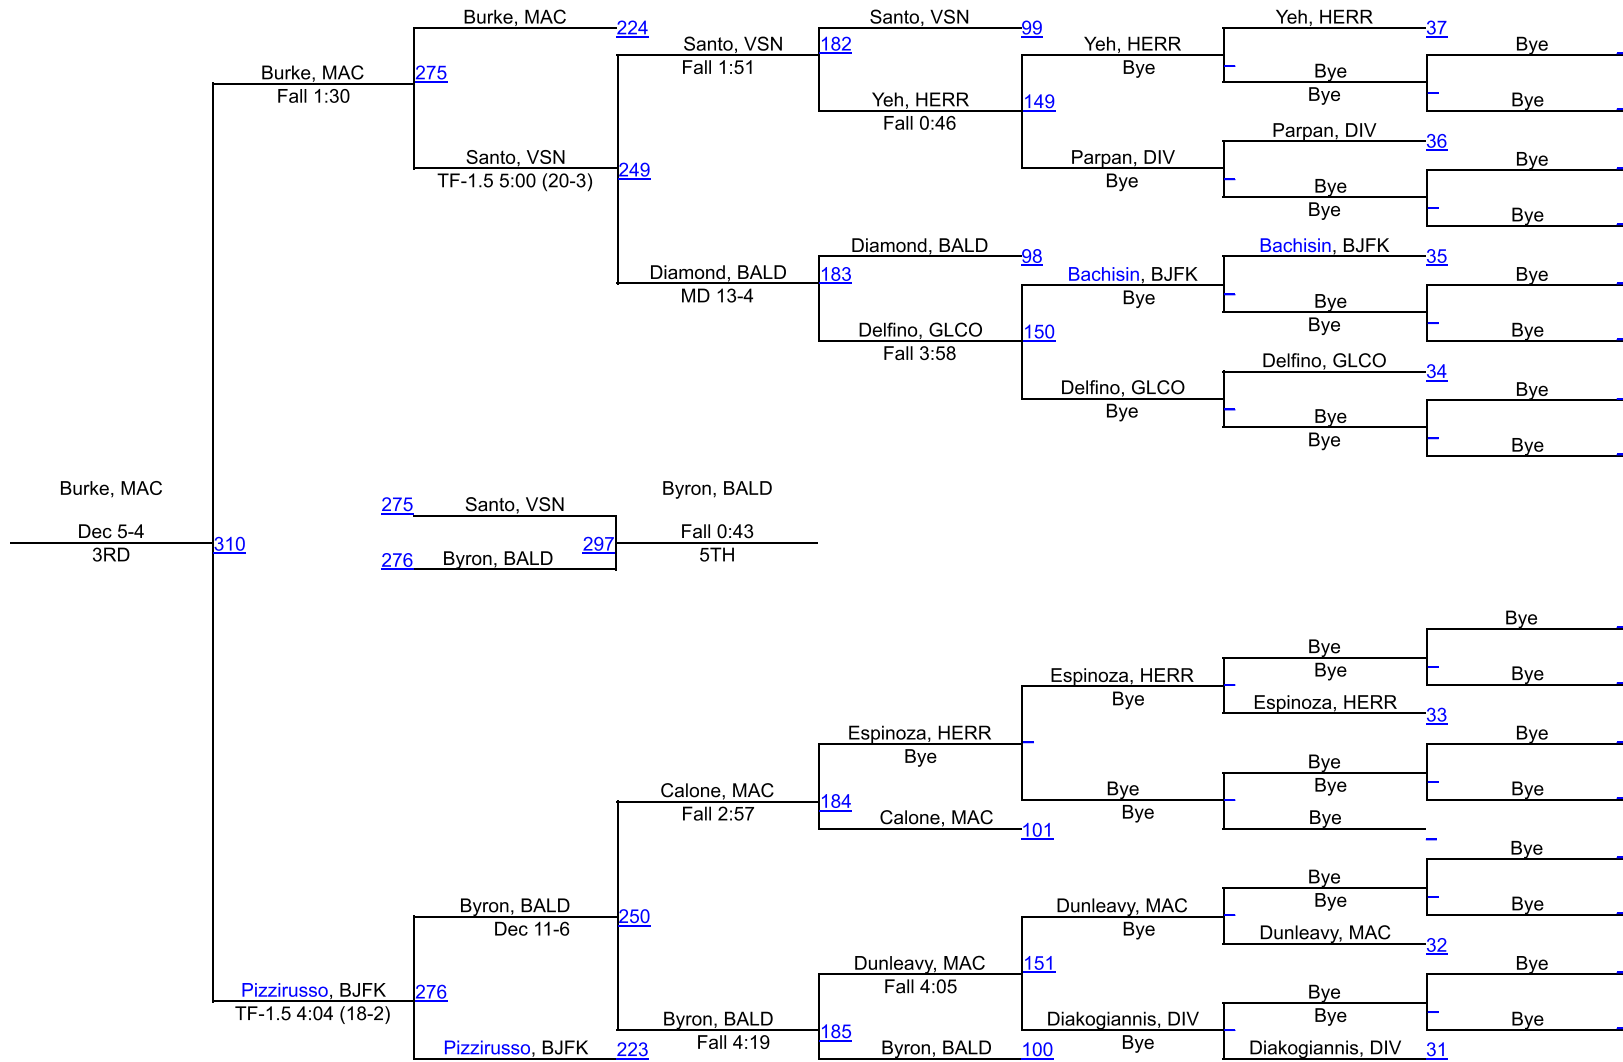 Burke, MAC
224
Santo, VSN
99
Yeh, HERR
37
Santo, VSN
182
Fall 1:51
Yeh, HERR
Bye
Bye
Burke, MAC
275
Fall 1:30
Bye
Bye
Yeh, HERR
149
Fall 0:46
Bye
Parpan, DIV
36
Santo, VSN
TF-1.5 5:00 (20-3)
249
Parpan, DIV
Bye
Bye
Bye
Bye
Bye
Diamond, BALD
98
Bachisin, BJFK
35
Diamond, BALD
183
MD 13-4
Bachisin, BJFK
Bye
Bye
Bye
Bye
Delfino, GLCO
150
Fall 3:58
Bye
Delfino, GLCO
34
Delfino, GLCO
Bye
Bye
Bye
Bye
Bye
Burke, MAC
Dec 5-4
3RD
310
275
Santo, VSN
276
Byron, BALD
297
Byron, BALD
Fall 0:43
5TH
Bye
Bye
Bye
Bye
Espinoza, HERR
Bye
Espinoza, HERR
33
Espinoza, HERR
Bye
Bye
Bye
Bye
Bye
Calone, MAC
184
Fall 2:57
Bye
Bye
Calone, MAC
101
Bye
Bye
Bye
Bye
Byron, BALD
250
Dec 11-6
Dunleavy, MAC
Bye
Bye
Dunleavy, MAC
32
Dunleavy, MAC
151
Fall 4:05
Bye
Pizzirusso, BJFK
276
TF-1.5 4:04 (18-2)
Bye
Bye
Byron, BALD
185
Fall 4:19
Diakogiannis, DIV
Bye
Bye
Pizzirusso, BJFK
223
Byron, BALD
100
Diakogiannis, DIV
31